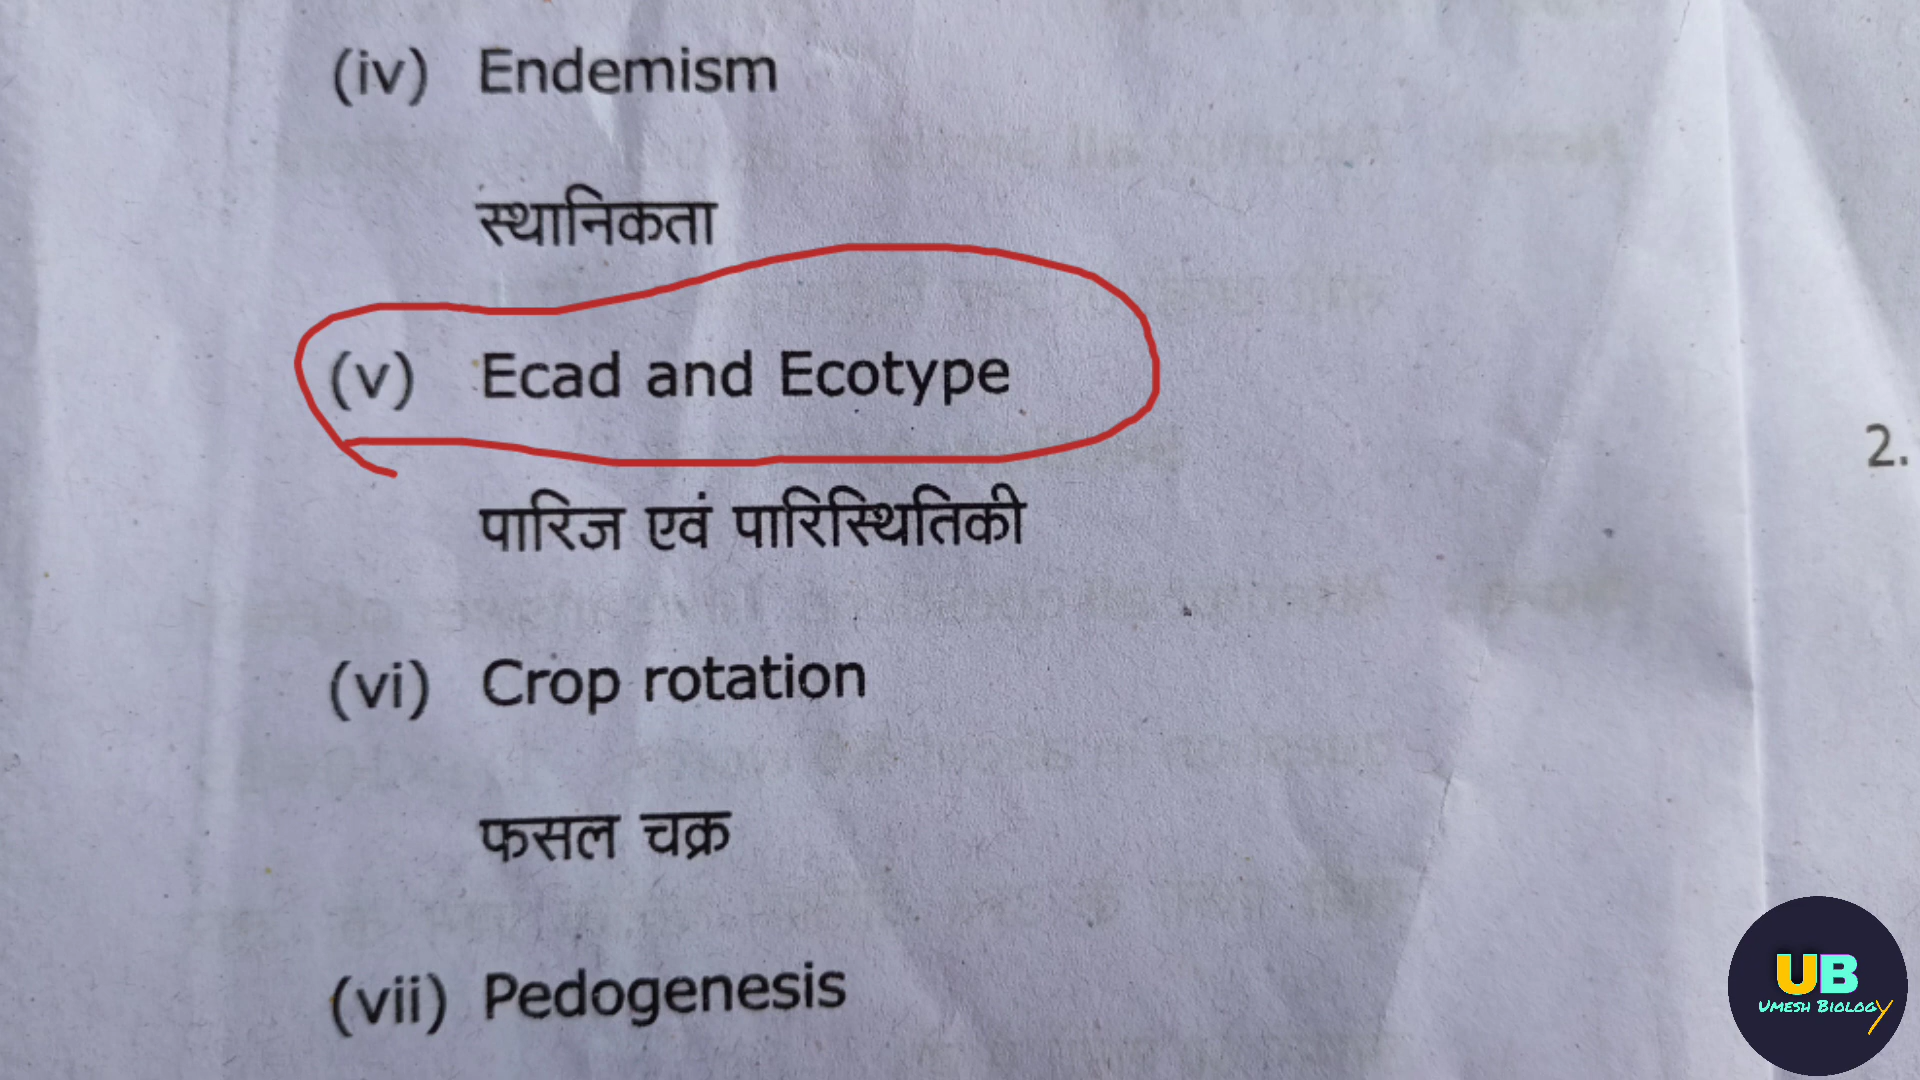 (iv) Endemism
स्थानिकता
(v) Ecad and Ecotype
पारिज एवं पारिस्थितिकी
2.
(vi) Crop rotation
फसल चक्र
(vii) Pedogenesis
UB
UMESH BIOLOGY